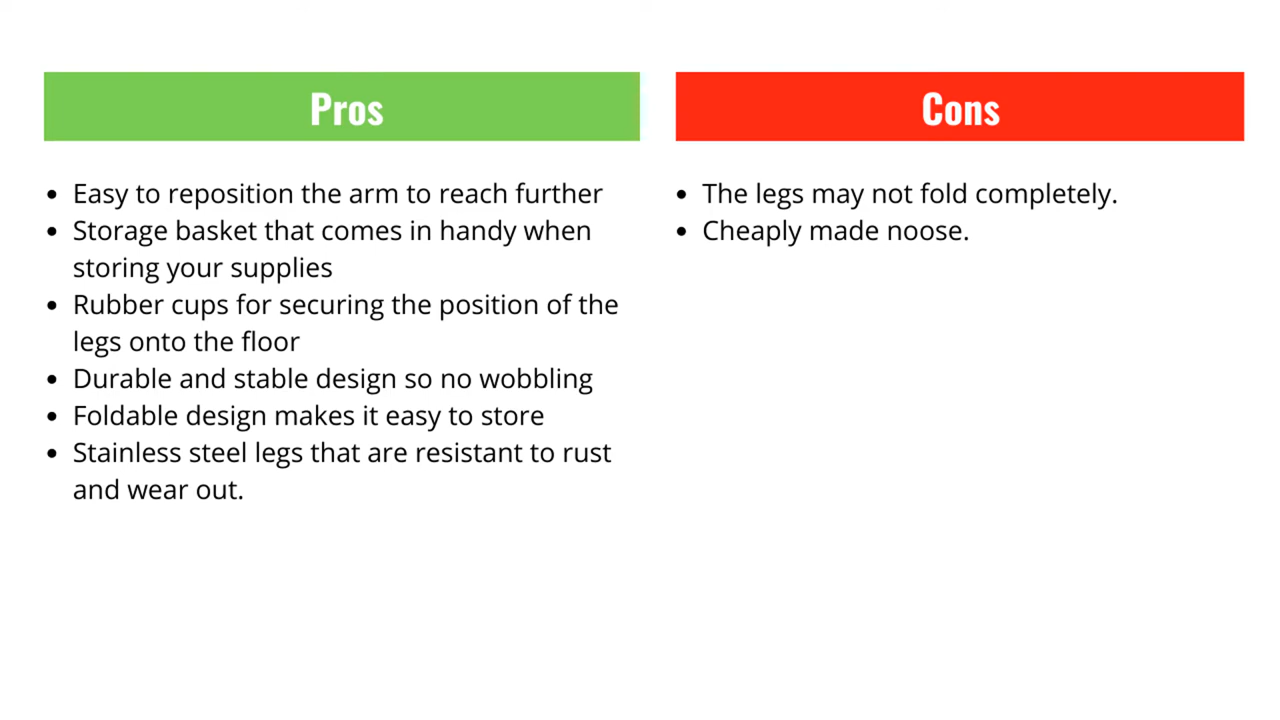 Pros
• Easy to reposition the arm to reach further
• Storage basket that comes in handy when
storing your supplies
• Rubber cups for securing the position of the
legs onto the floor
• Durable and stable design so no wobbling
• Foldable design makes it easy to store
• Stainless steel legs that are resistant to rust
and wear out.
Cons
• The legs may not fold completely.
• Cheaply made noose.